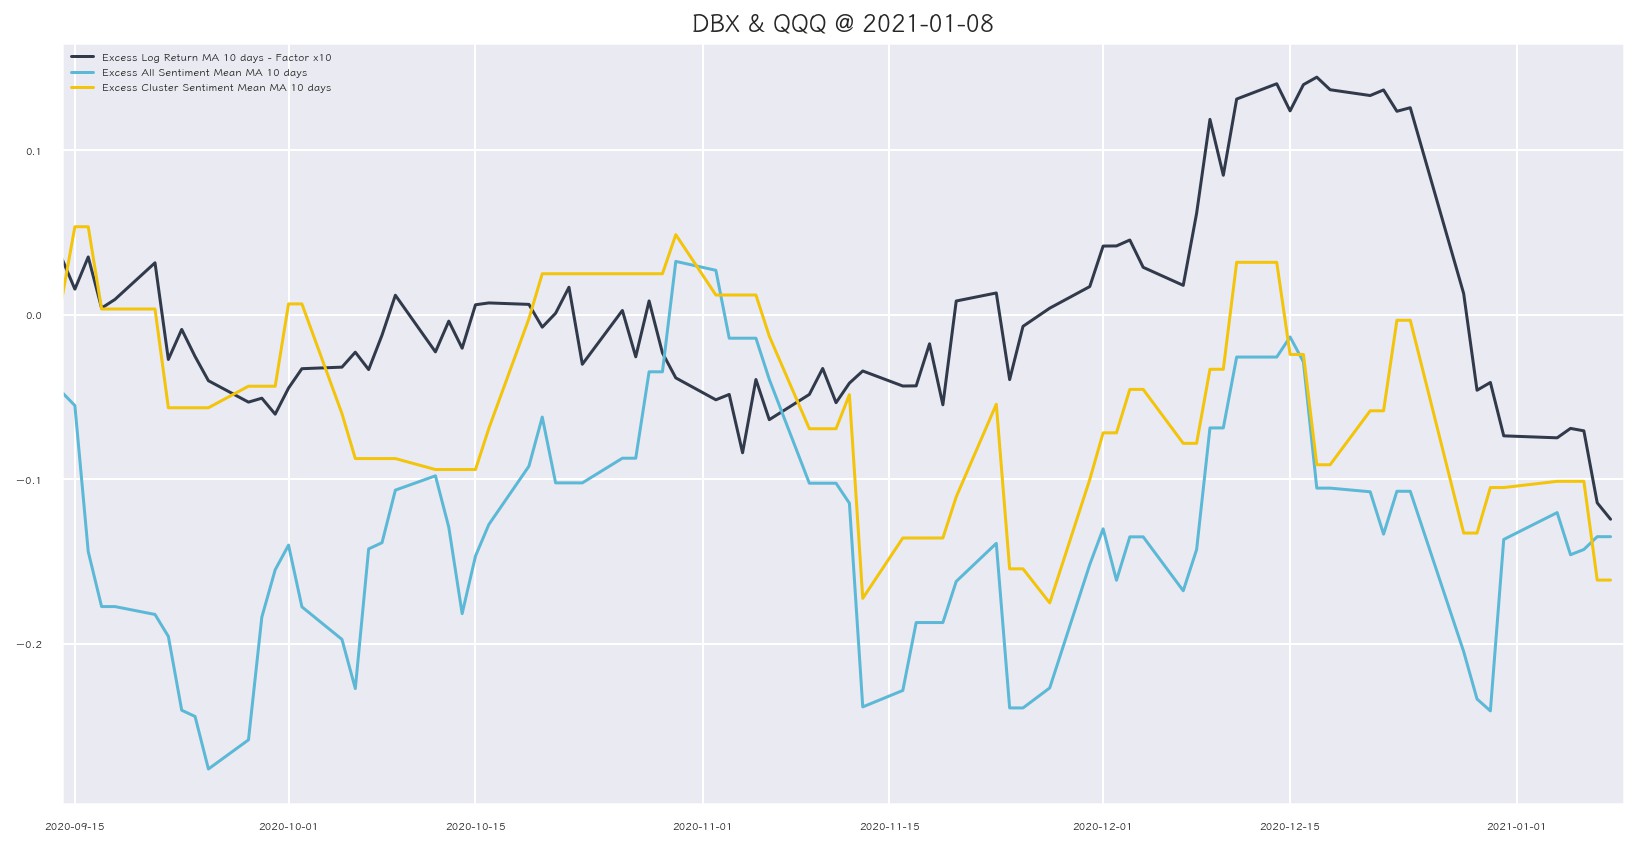 DBX & QQQ @ 2021-01-08
Excess Log Return MA 10 days - Factor x10
Excess All Sentiment Mean MA 10 days
Excess Cluster Sentiment Mean MA 10 days
0.1
0.0
−0.1
−0.2
2020-09-15 2020-10-01 2020-10-15 2020-11-01 2020-11-15 2020-12-01 2020-12-15 2021-01-01